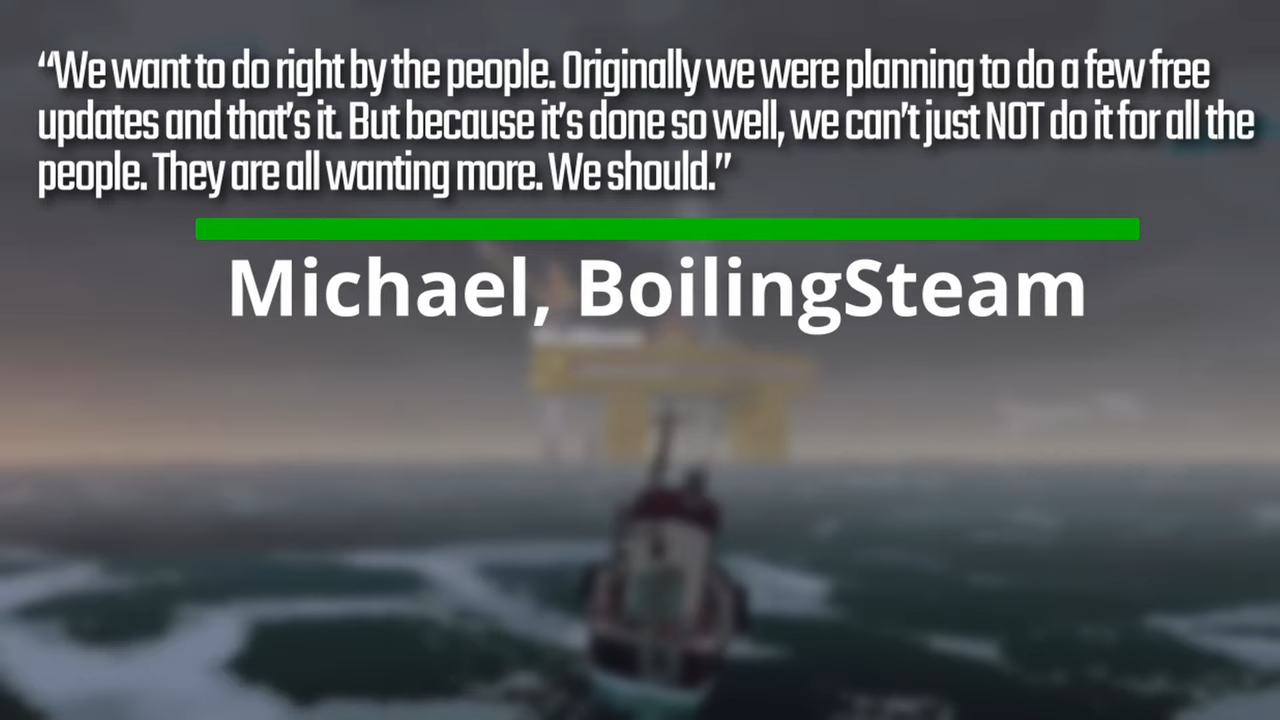 “We want to do right by the people. Originally we were planning to do a few free
updates and that’s it. But because it’s done so well, we can’t just NOT do it for all the
people. They are all wanting more. We should.”
Michael, BoilingSteam